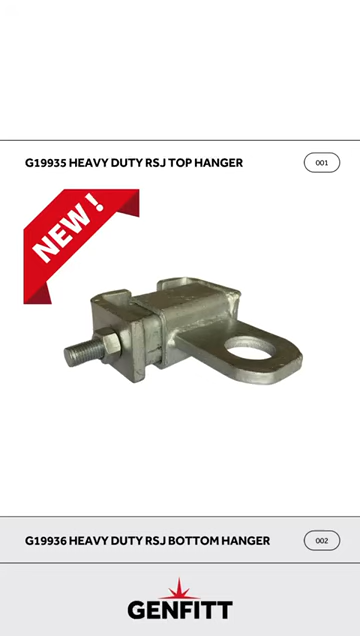 G19935 HEAVY DUTY RSJ TOP HANGER
001
NEW!
G19936 HEAVY DUTY RSJ BOTTOM HANGER
002
GENFITT